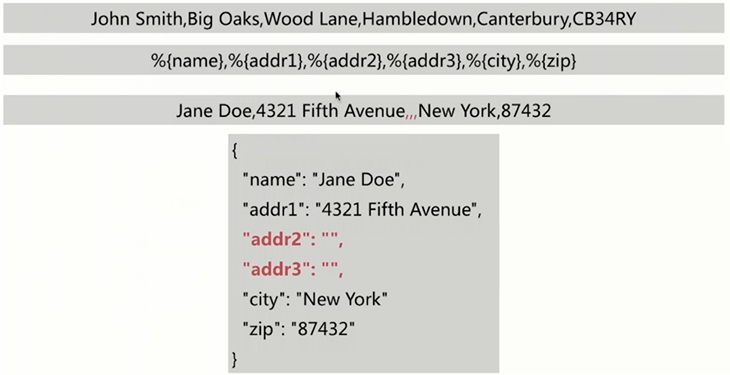 John Smith,Big Oaks,Wood Lane,Hambledown,Canterbury,CB34RY
%{name},%{addr1},%{addr2},%{addr3},%{city},%{zip}
Jane Doe,4321 Fifth Avenue,,,New York,87432
{
"name": "Jane Doe",
"addr1": "4321 Fifth Avenue",
"addr2": "",
"addr3": "",
"city": "New York"
"zip": "87432"
}